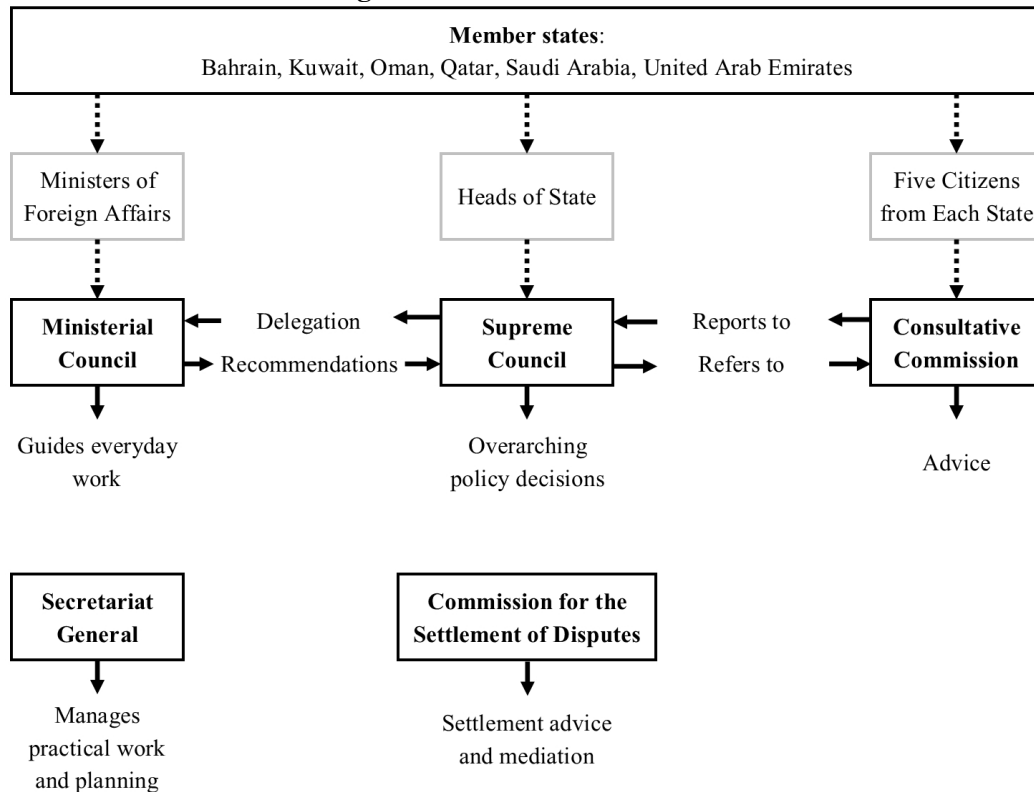 Member states:
Bahrain, Kuwait, Oman, Qatar, Saudi Arabia, United Arab Emirates
Ministers of
Foreign Affairs
Heads of State
Five Citizens
from Each State
Ministerial
Council
Delegation
Recommendations
Supreme
Council
Reports to
Refers to
Consultative
Commission
Guides everyday
work
Overarching
policy decisions
Advice
Secretariat
General
Commission for the
Settlement of Disputes
Manages
practical work
and planning
Settlement advice
and mediation